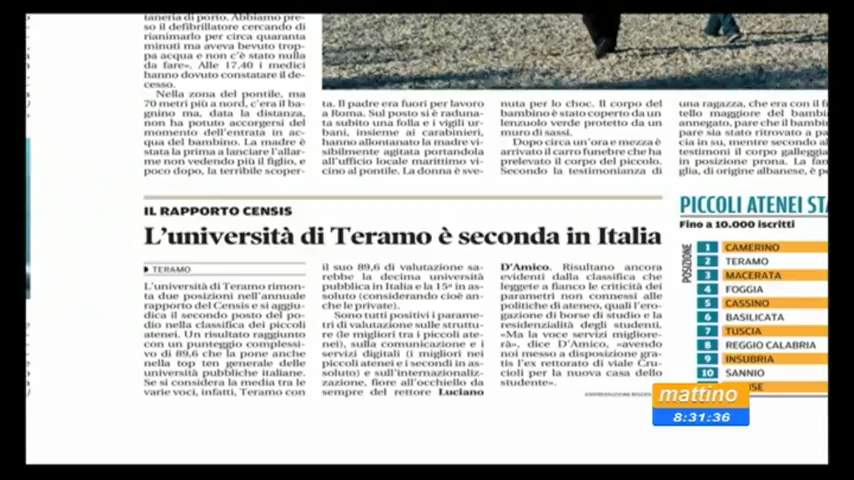 taneria di porto. Abbiamo pre-
so il defibrillatore cercando di
rianimarlo per circa quaranta
minuti ma aveva bevuto trop-
pa acqua e non c'è stato nulla
da fare». Alle 17.40 i medici
hanno dovuto constatare il de-
cesso.
Nella zona del pontile, ma
70 metri più a nord, c'era il ba-
gnino ma, data la distanza,
non ha potuto accorgersi del
momento dell'entrata in ac-
qua del bambino. La madre è
stata la prima a lanciare l'allar-
me non vedendo più il figlio, e
poco dopo, la terribile scoper-
ta. Il padre era fuori per lavoro
a Roma. Sul posto si è raduna-
ta subito una folla e i vigili ur-
bani, insieme ai carabinieri,
hanno allontanato la madre vi-
sibilmente agitata portandola
all'ufficio locale marittimo vi-
cino al pontile. La donna è sve-
nuta per lo choc. Il corpo del
bambino è stato coperto da un
lenzuolo verde protetto da un
muro di sassi.
Dopo circa un'ora e mezza è
arrivato il carro funebre che ha
prelevato il corpo del piccolo.
Secondo la testimonianza di
una ragazza, che era con il f
tello maggiore del bambi
annegato, pare che il bamb
pare sia stato ritrovato a pa
cia in su, mentre secondo al
testimoni il corpo galleggia
in posizione prona. La fam
glia, di origine albanese, è p
IL RAPPORTO CENSIS
L'università di Teramo è seconda in Italia
TERAMO
L'università di Teramo rimon-
ta due posizioni nell'annuale
rapporto del Censis e si aggiu-
dica il secondo posto del po-
dio nella classifica dei piccoli
atenei. Un risultato raggiunto
con un punteggio complessi-
vo di 89,6 che la pone anche
nella top ten generale delle
università pubbliche italiane.
Se si considera la media tra le
varie voci, infatti, Teramo con
il suo 89,6 di valutazione sa-
rebbe la decima università
pubblica in Italia e la 15ª in as-
soluto (considerando cioè an-
che le private).
Sono tutti positivi i parame-
tri di valutazione sulle struttu-
re (le migliori tra i piccoli ate-
nei), sulla comunicazione e i
servizi digitali (i migliori nei
piccoli atenei e i secondi in as-
soluto) e sull'internazionaliz-
zazione, fiore all'occhiello da
sempre del rettore Luciano
D'Amico. Risultano ancora
evidenti dalla classifica che
leggete a fianco le criticità dei
parametri non connessi alle
politiche di ateneo, quali l'ero-
gazione di borse di studio e la
residenzialità degli studenti.
«Ma la voce servizi migliore-
rà», dice D'Amico, «avendo
noi messo a disposizione gra-
tis l'ex rettorato di viale Cru-
cioli per la nuova casa dello
studente».
PICCOLI ATENEI STA
Fino a 10.000 iscritti
POSIZIONE
1 CAMERINO
2 TERAMO
3 MACERATA
4 FOGGIA
5 CASSINO
6 BASILICATA
7 TUSCIA
8 REGGIO CALABRIA
9 INSUBRIA
10 SANNIO
mattino
8:31:36